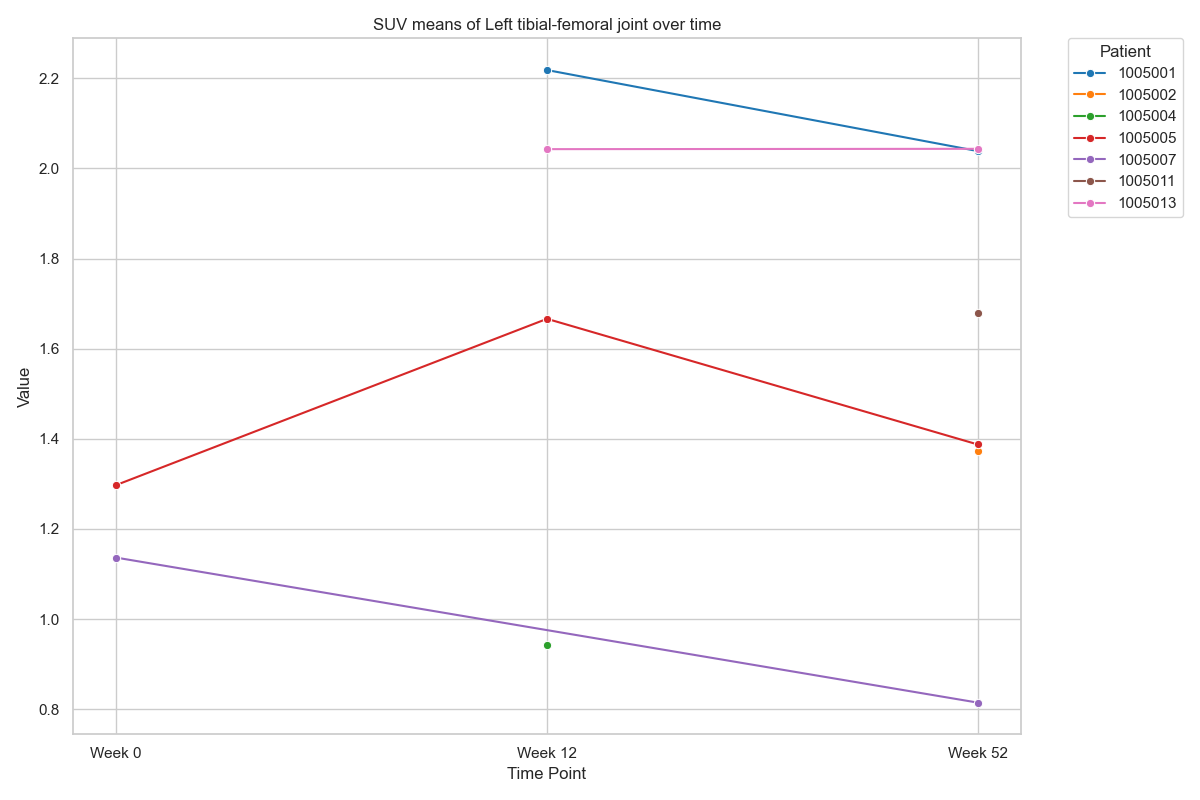 SUV means of Left tibial-femoral joint over time
Patient
1005001
1005002
1005004
1005005
1005007
1005011
1005013
Value
2.2
2.0
1.8
1.6
1.4
1.2
1.0
0.8
Week 0
Week 12
Week 52
Time Point